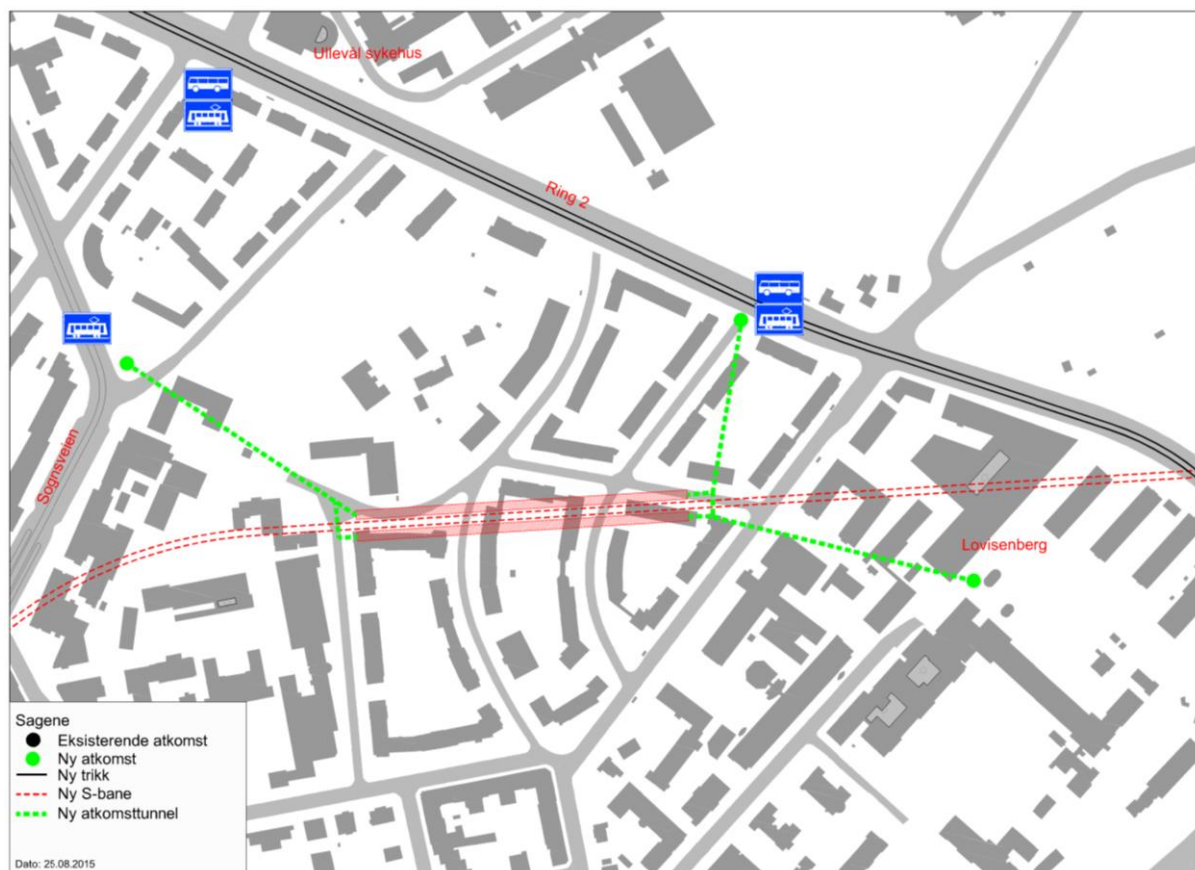 Ullevål sykehus
Ring 2
Sognsveien
Lovisenberg
Sagene
Eksisterende atkomst
Ny atkomst
Ny trikk
Ny S-bane
Ny atkomsttunnel
Dato: 25.08.2015